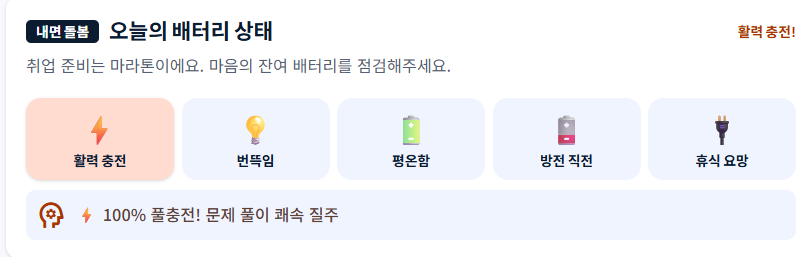 내면 돌봄 오늘의 배터리 상태
활력 충전!
취업 준비는 마라톤이에요. 마음의 잔여 배터리를 점검해주세요.
활력 충전
번뜩임
평온함
방전 직전
휴식 요망
100% 풀충전! 문제 풀이 쾌속 질주